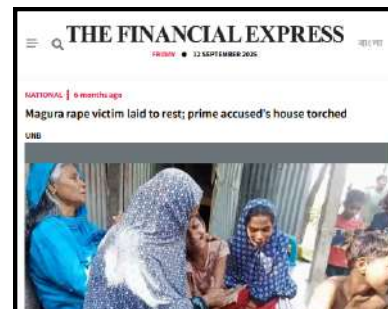 THE FINANCIAL EXPRESS
বাংলা
FRIDAY ● 12 SEPTEMBER 2025
NATIONAL | 6 months ago
Magura rape victim laid to rest; prime accused's house torched
UNB